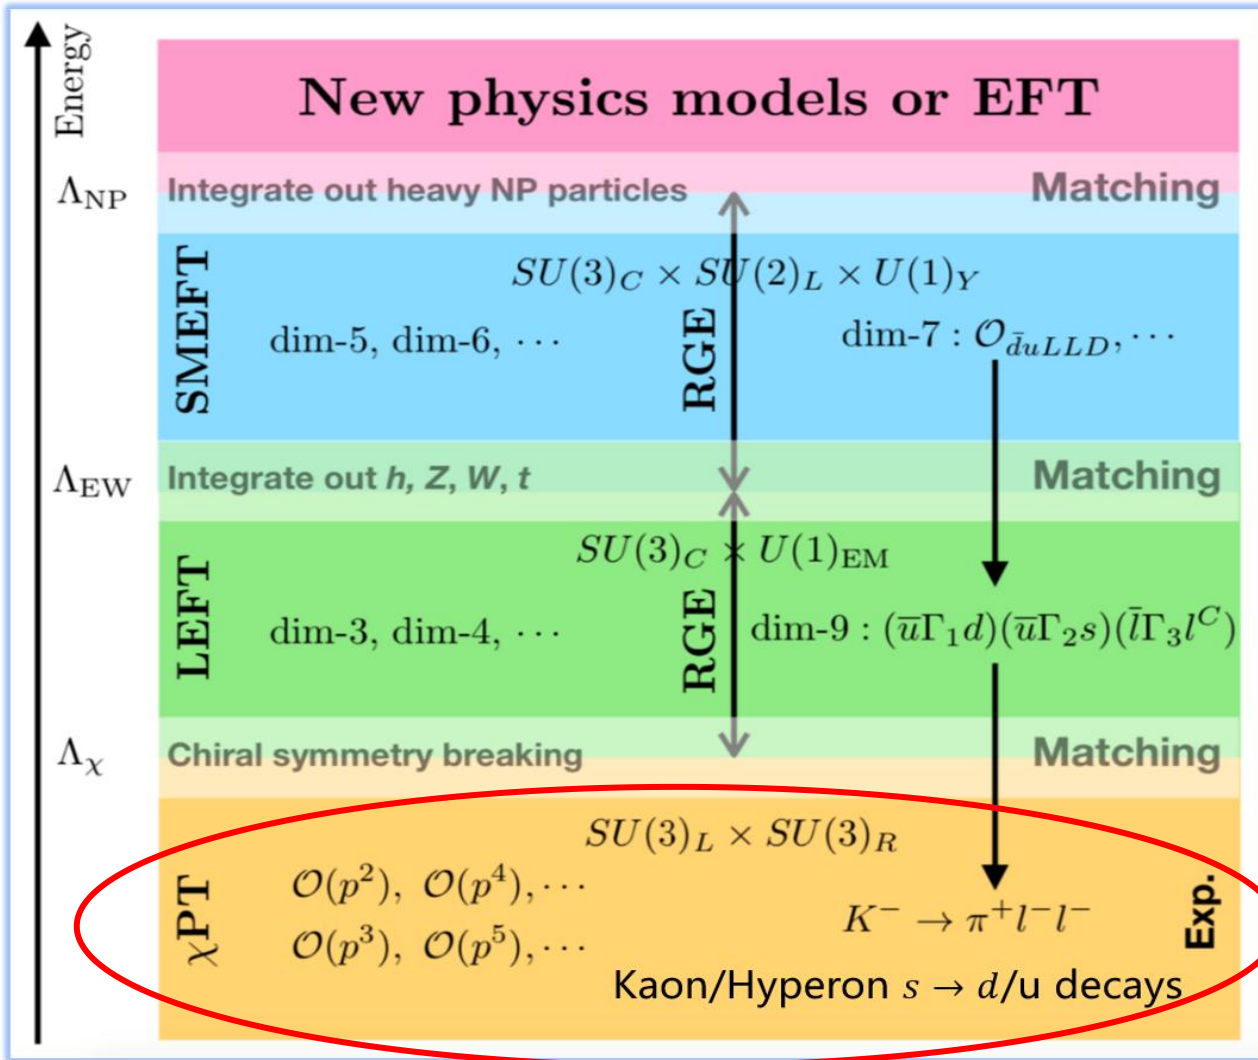 Energy
New physics models or EFT
Λ_NP
Integrate out heavy NP particles
Matching
SMEFT
SU(3)_C × SU(2)_L × U(1)_Y
dim-5, dim-6, ···
RGE
dim-7 : 𝒪_{d̄uLLD}, ···
Λ_EW
Integrate out h, Z, W, t
Matching
LEFT
SU(3)_C × U(1)_EM
dim-3, dim-4, ···
RGE
dim-9 : (ūΓ₁d)(ūΓ₂s)(l̄Γ₃l^C)
Λ_χ
Chiral symmetry breaking
Matching
χPT
SU(3)_L × SU(3)_R
𝒪(p²), 𝒪(p⁴), ···
𝒪(p³), 𝒪(p⁵), ···
K⁻ → π⁺l⁻l⁻
Exp.
Kaon/Hyperon s → d/u decays